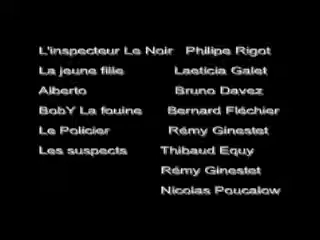 L'inspecteur Le Noir Philipe Rigot
La jeune fille Laeticia Galet
Alberto Bruno Davez
BobY La fouine Bernard Fléchier
Le Policier Rémy Ginestet
Les suspects Thibaud Equy
Rémy Ginestet
Nicolas Poucalow